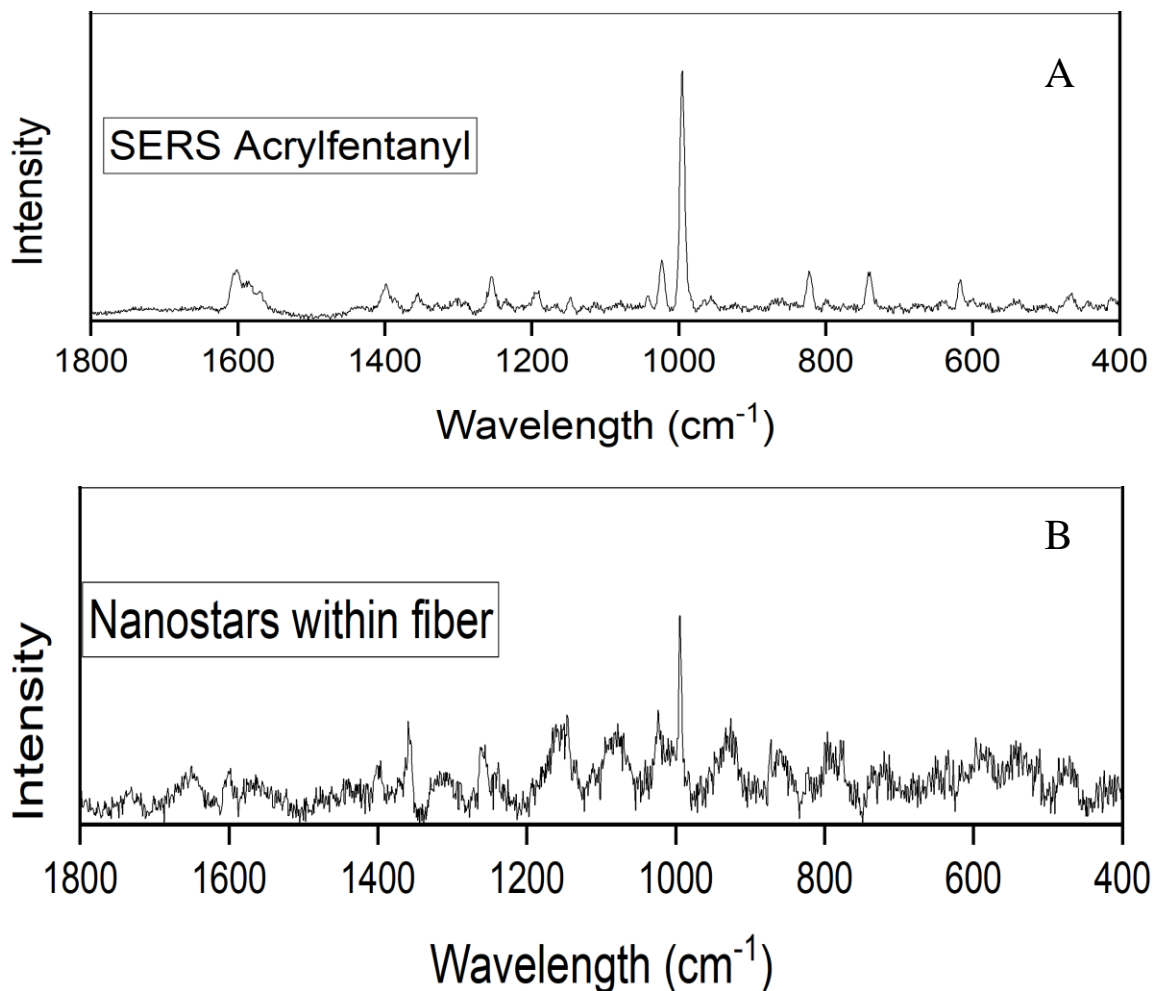 A
SERS Acrylfentanyl
Intensity
1800 1600 1400 1200 1000 800 600 400
Wavelength (cm⁻¹)
B
Nanostars within fiber
Intensity
1800 1600 1400 1200 1000 800 600 400
Wavelength (cm⁻¹)